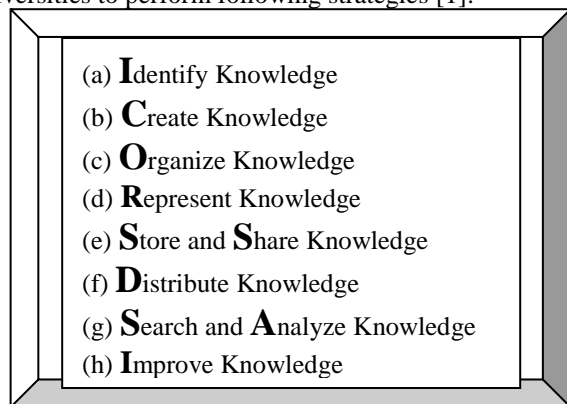 versities to perform following strategies [1].
(a) Identify Knowledge
(b) Create Knowledge
(c) Organize Knowledge
(d) Represent Knowledge
(e) Store and Share Knowledge
(f) Distribute Knowledge
(g) Search and Analyze Knowledge
(h) Improve Knowledge